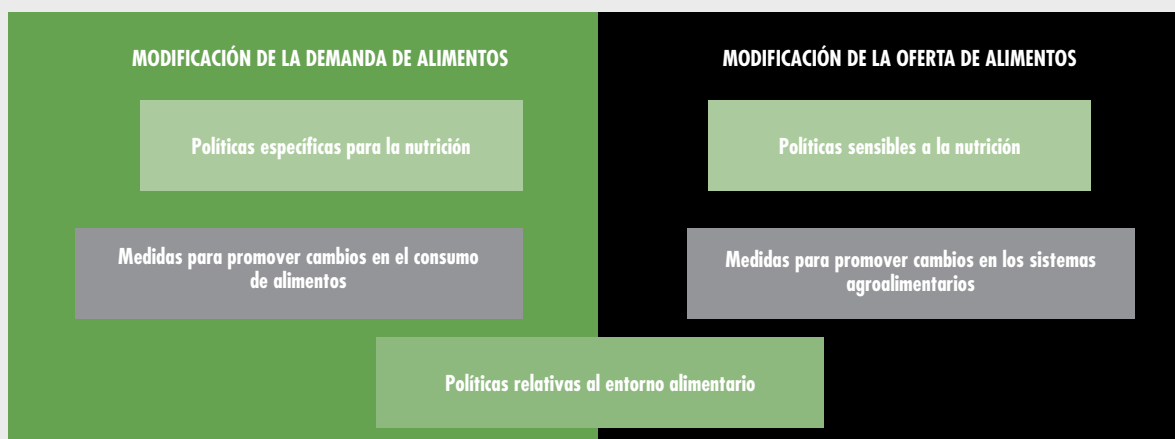 MODIFICACIÓN DE LA DEMANDA DE ALIMENTOS
Políticas específicas para la nutrición
Medidas para promover cambios en el consumo
de alimentos
MODIFICACIÓN DE LA OFERTA DE ALIMENTOS
Políticas sensibles a la nutrición
Medidas para promover cambios en los sistemas
agroalimentarios
Políticas relativas al entorno alimentario